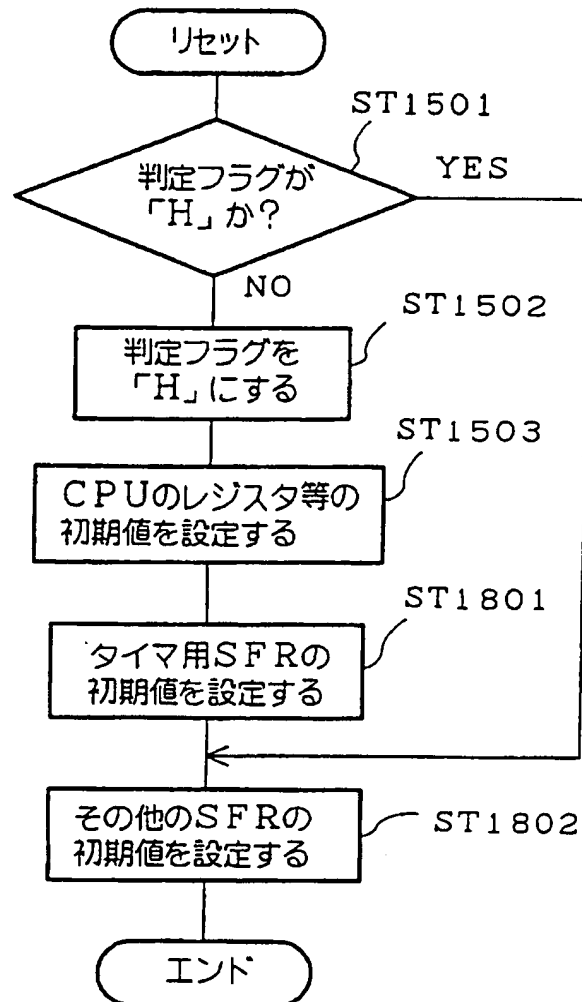 リセット
ST1501
判定フラグが
「H」か?
YES
NO
ST1502
判定フラグを
「H」にする
ST1503
CPUのレジスタ等の
初期値を設定する
ST1801
タイマ用SFRの
初期値を設定する
その他のSFRの
初期値を設定する
ST1802
エンド